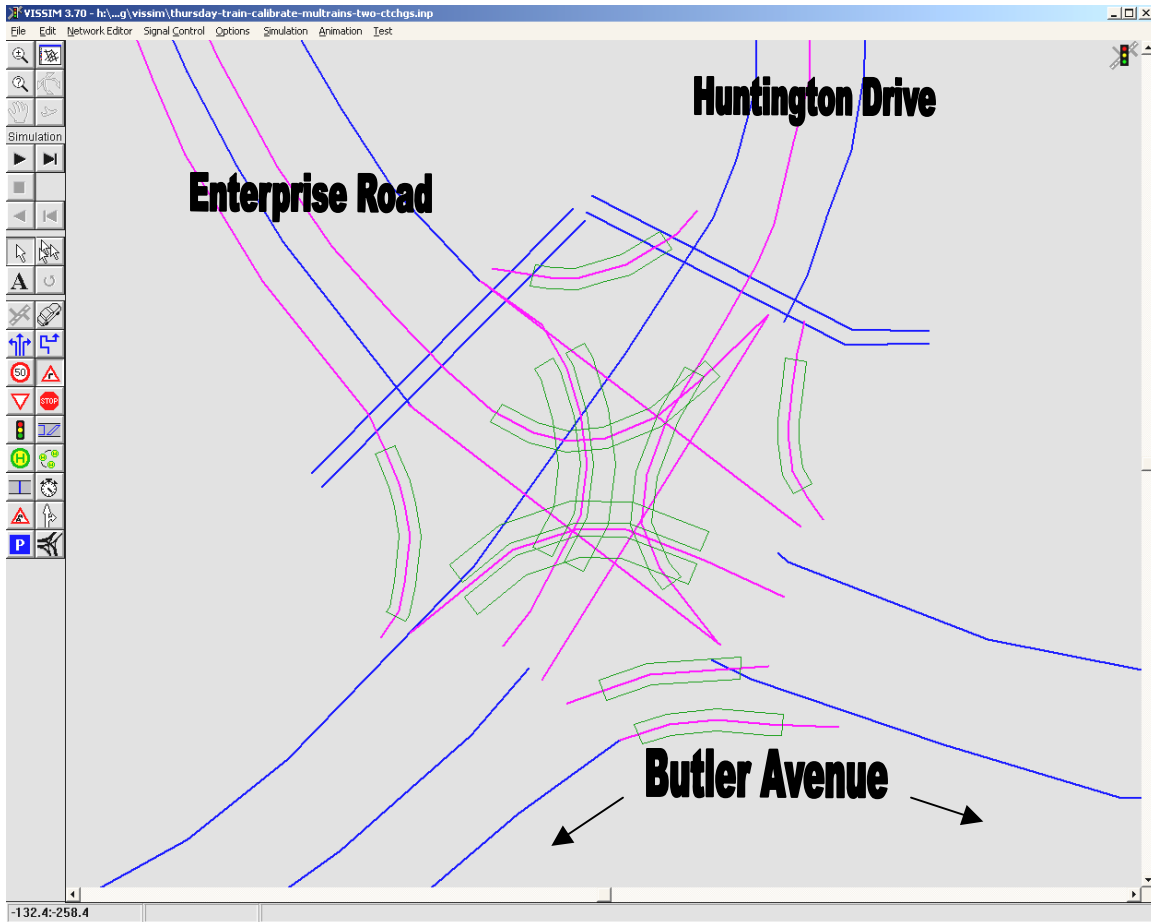 VISSIM 3.70 - h:\...g\vissim\thursday-train-calibrate-multrains-two-ctchgs.inp
File Edit Network Editor Signal Control Options Simulation Animation Test
Huntington Drive
Simulation
Enterprise Road
A
50
STOP
H
P
Butler Avenue
-132.4:-258.4